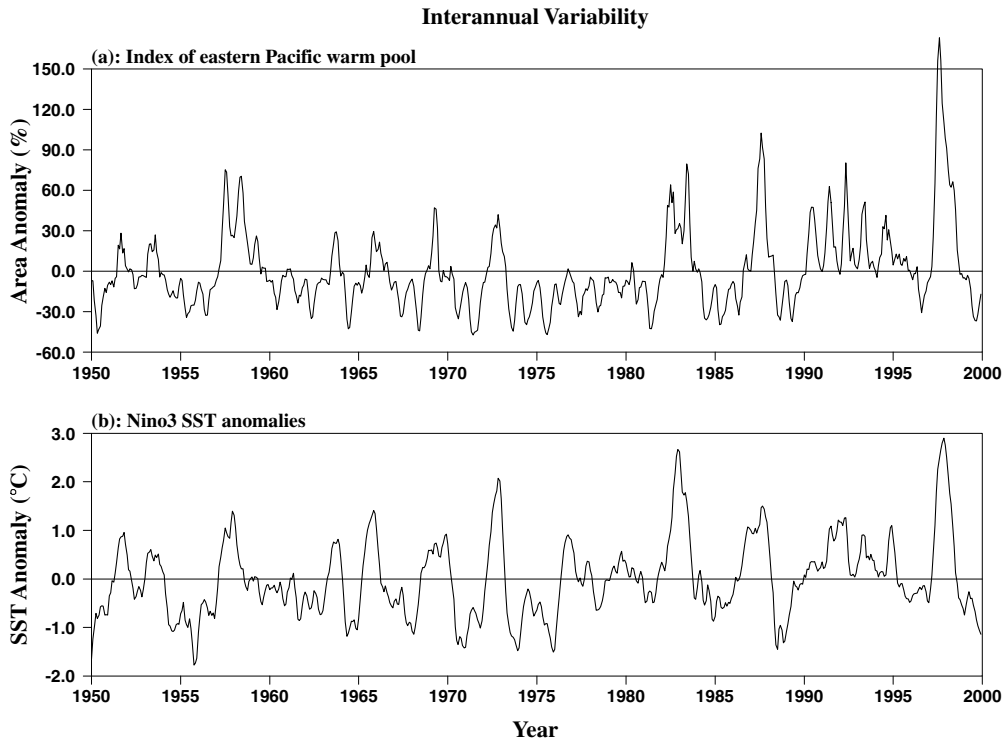 Interannual Variability
(a): Index of eastern Pacific warm pool
Area Anomaly (%)
150.0
120.0
90.0
60.0
30.0
0.0
-30.0
-60.0
1950 1955 1960 1965 1970 1975 1980 1985 1990 1995 2000
(b): Nino3 SST anomalies
SST Anomaly (°C)
3.0
2.0
1.0
0.0
-1.0
-2.0
1950 1955 1960 1965 1970 1975 1980 1985 1990 1995 2000
Year